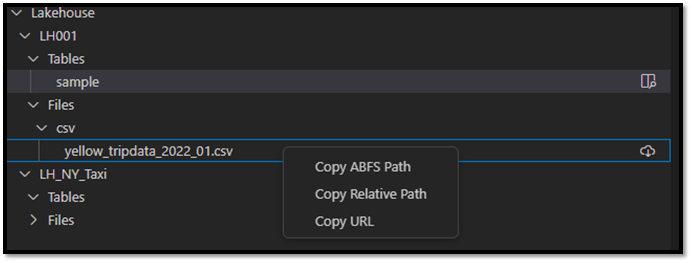 Lakehouse
LH001
Tables
sample
Files
csv
yellow_tripdata_2022_01.csv
Copy ABFS Path
LH_NY_Taxi
Copy Relative Path
Tables
Copy URL
Files